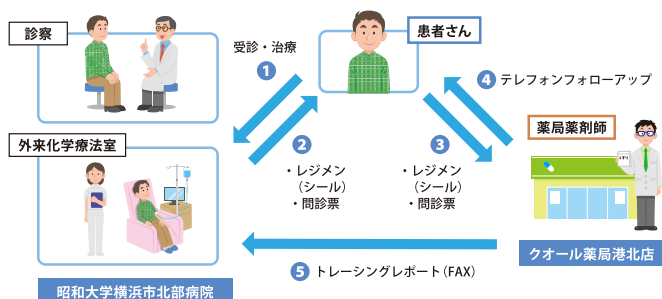 診察
患者さん
受診・治療
1
4 テレフォンフォローアップ
外来化学療法室
2
・レジメン
（シール）
・問診票
3
・レジメン
（シール）
・問診票
薬局薬剤師
クオール薬局港北店
5 トレーシングレポート（FAX）
昭和大学横浜市北部病院